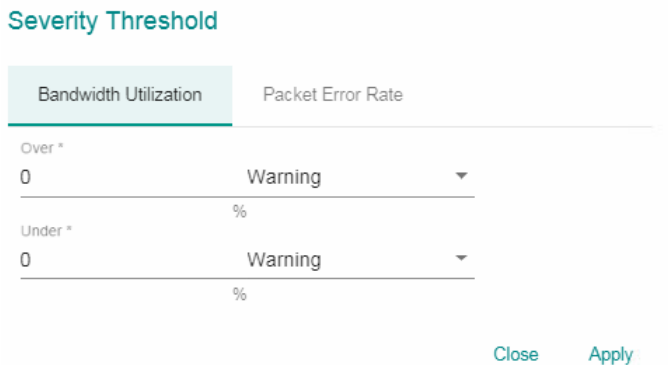 Severity Threshold
Bandwidth Utilization Packet Error Rate
Over *
0 Warning
%
Under *
0 Warning
%
Close Apply